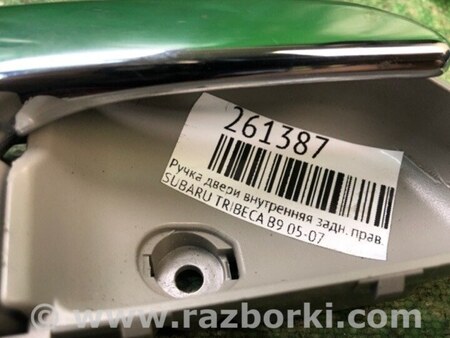 261387
Ручка двери внутренняя задн. прав
SUBARU TRIBECA B9 05-07
© www.razborki.com